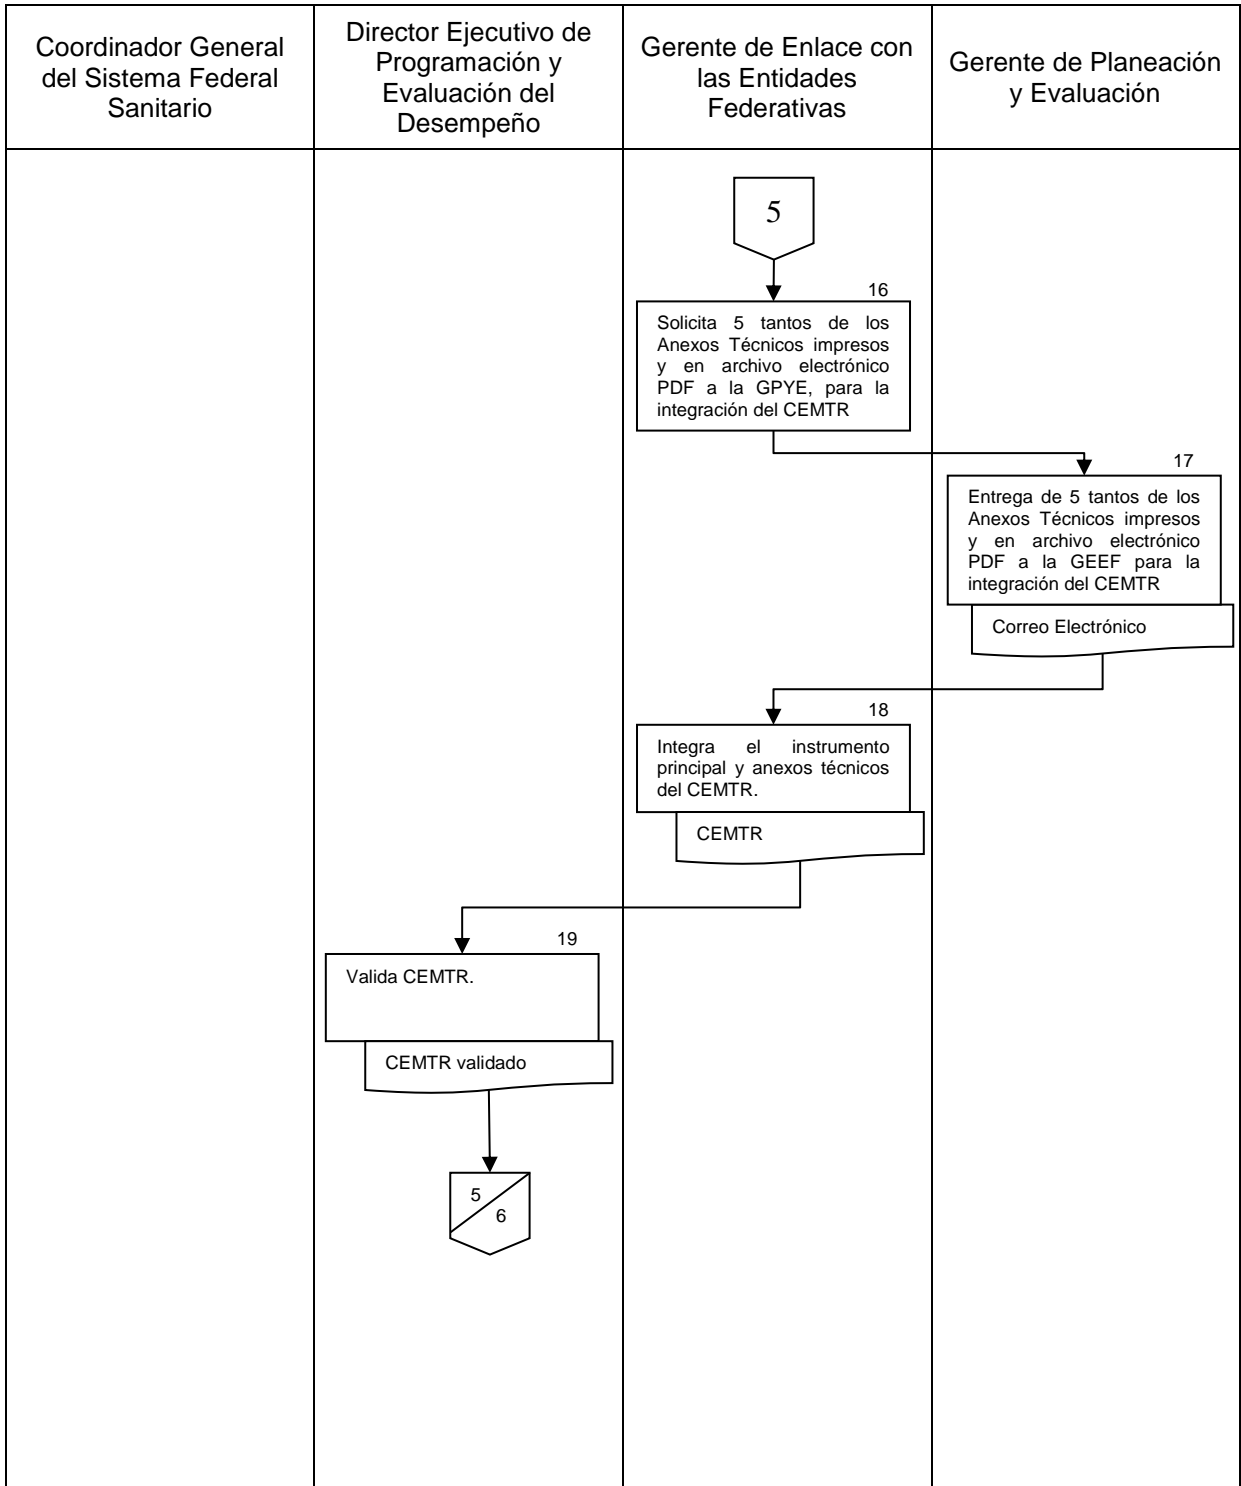 Coordinador General
del Sistema Federal
Sanitario
Director Ejecutivo de
Programación y
Evaluación del
Desempeño
Gerente de Enlace con
las Entidades
Federativas
Gerente de Planeación
y Evaluación
5
16
Solicita 5 tantos de los
Anexos Técnicos impresos
y en archivo electrónico
PDF a la GPYE, para la
integración del CEMTR
17
Entrega de 5 tantos de los
Anexos Técnicos impresos
y en archivo electrónico
PDF a la GEEF para la
integración del CEMTR
Correo Electrónico
18
Integra el instrumento
principal y anexos técnicos
del CEMTR.
CEMTR
19
Valida CEMTR.
CEMTR validado
5
6